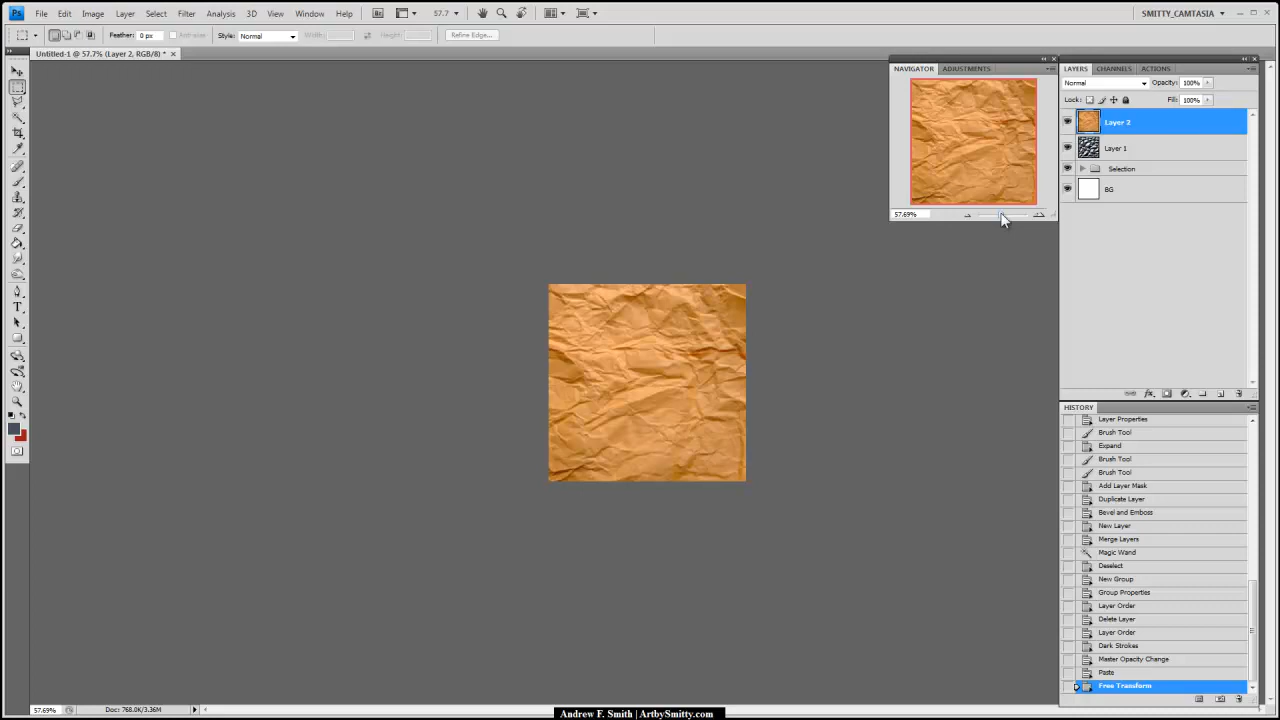 Ps File Edit Image Layer Select Filter Analysis 3D View Window Help 57.7 SMITTY_CAMTASIA
Feather: 0 px Anti-alias Style: Normal Width: Height: Refine Edge...
Untitled-1 @ 57.7% (Layer 2, RGB/8) *
NAVIGATOR ADJUSTMENTS
57.69%
LAYERS CHANNELS ACTIONS
Normal Opacity: 100%
Lock: Fill: 100%
Layer 2
Layer 1
Selection
BG
HISTORY
Layer Properties
Brush Tool
Expand
Brush Tool
Brush Tool
Add Layer Mask
Duplicate Layer
Bevel and Emboss
New Layer
Merge Layers
Magic Wand
Deselect
New Group
Group Properties
Layer Order
Delete Layer
Layer Order
Dark Strokes
Master Opacity Change
Paste
Free Transform
57.69% Doc: 768.0K/3.36M
Andrew F. Smith | ArtbySmitty.com